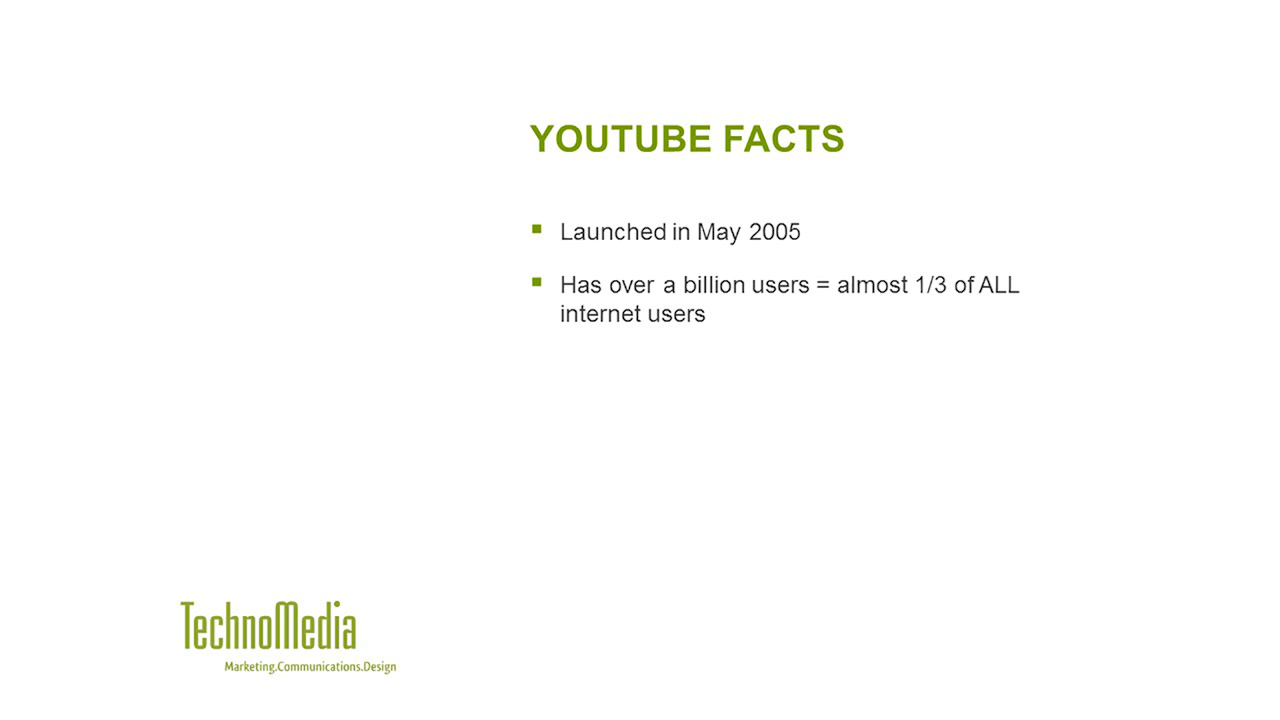 YOUTUBE FACTS
Launched in May 2005
Has over a billion users = almost 1/3 of ALL
internet users
TechnoMedia
Marketing.Communications.Design